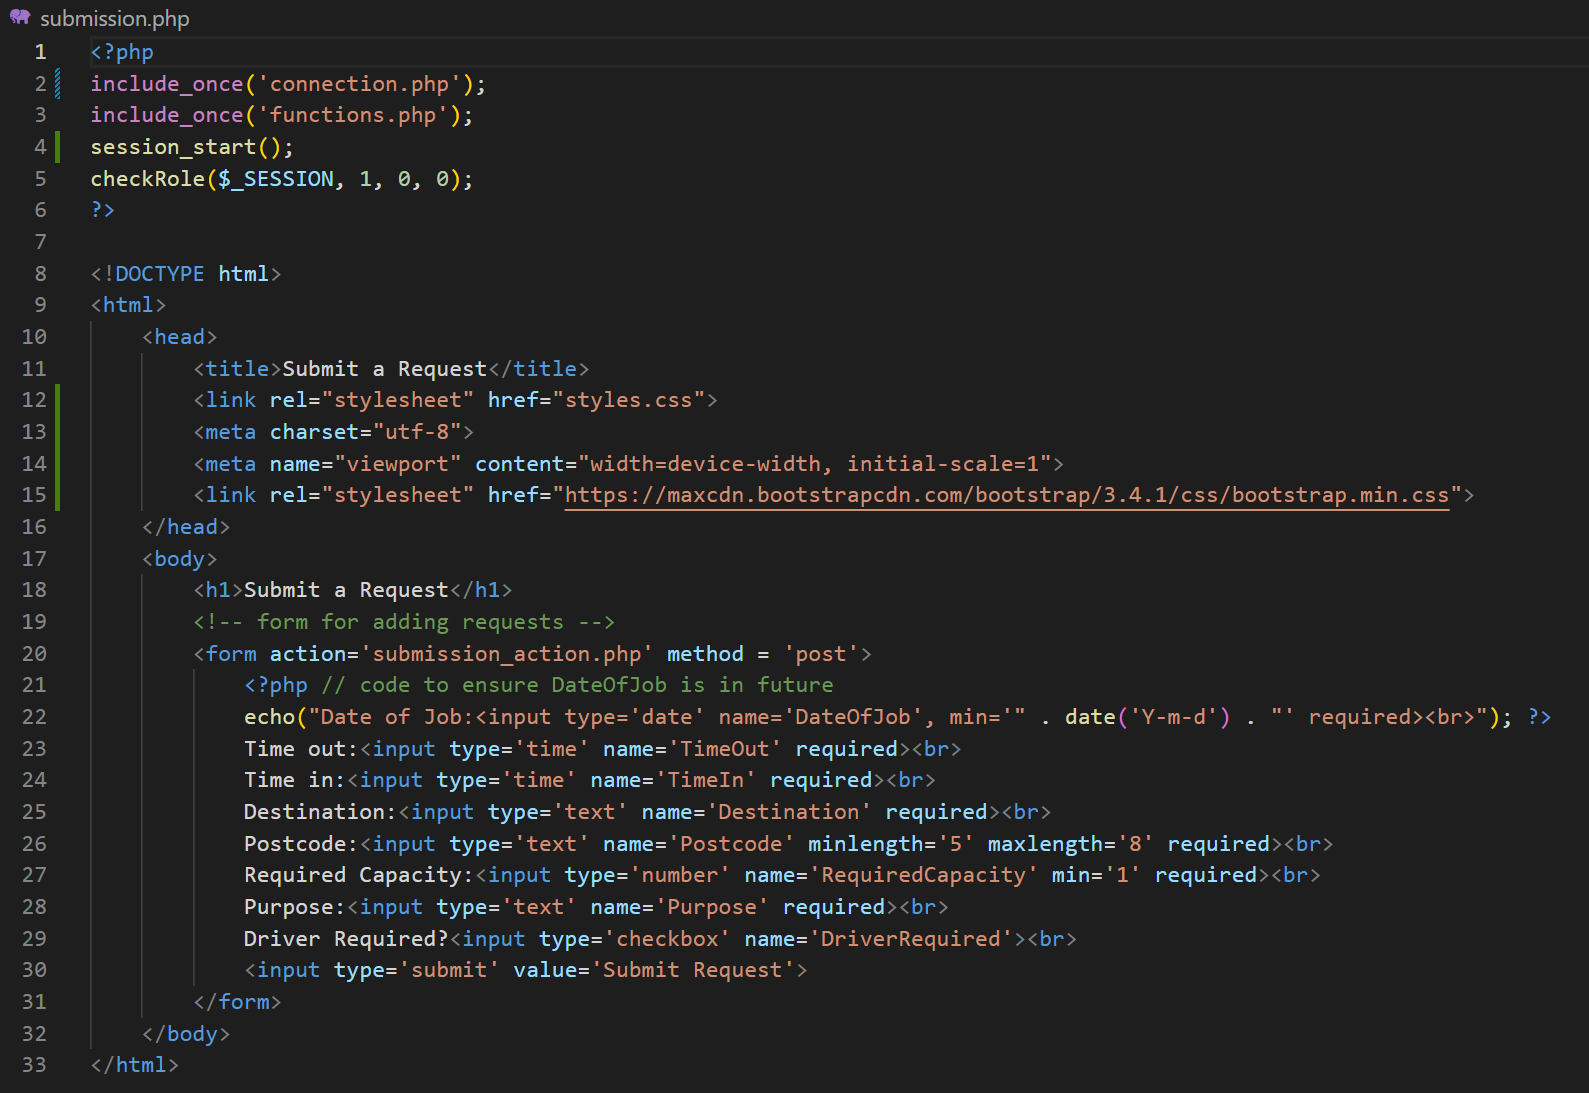 submission.php
1 <?php
2 include_once('connection.php');
3 include_once('functions.php');
4 session_start();
5 checkRole($_SESSION, 1, 0, 0);
6 ?>
7
8 <!DOCTYPE html>
9 <html>
10     <head>
11         <title>Submit a Request</title>
12         <link rel="stylesheet" href="styles.css">
13         <meta charset="utf-8">
14         <meta name="viewport" content="width=device-width, initial-scale=1">
15         <link rel="stylesheet" href="https://maxcdn.bootstrapcdn.com/bootstrap/3.4.1/css/bootstrap.min.css">
16     </head>
17     <body>
18         <h1>Submit a Request</h1>
19         <!-- form for adding requests -->
20         <form action='submission_action.php' method = 'post'>
21             <?php // code to ensure DateOfJob is in future
22             echo("Date of Job:<input type='date' name='DateOfJob', min='" . date('Y-m-d') . "' required><br>"); ?>
23             Time out:<input type='time' name='TimeOut' required><br>
24             Time in:<input type='time' name='TimeIn' required><br>
25             Destination:<input type='text' name='Destination' required><br>
26             Postcode:<input type='text' name='Postcode' minlength='5' maxlength='8' required><br>
27             Required Capacity:<input type='number' name='RequiredCapacity' min='1' required><br>
28             Purpose:<input type='text' name='Purpose' required><br>
29             Driver Required?<input type='checkbox' name='DriverRequired'><br>
30             <input type='submit' value='Submit Request'>
31         </form>
32     </body>
33 </html>